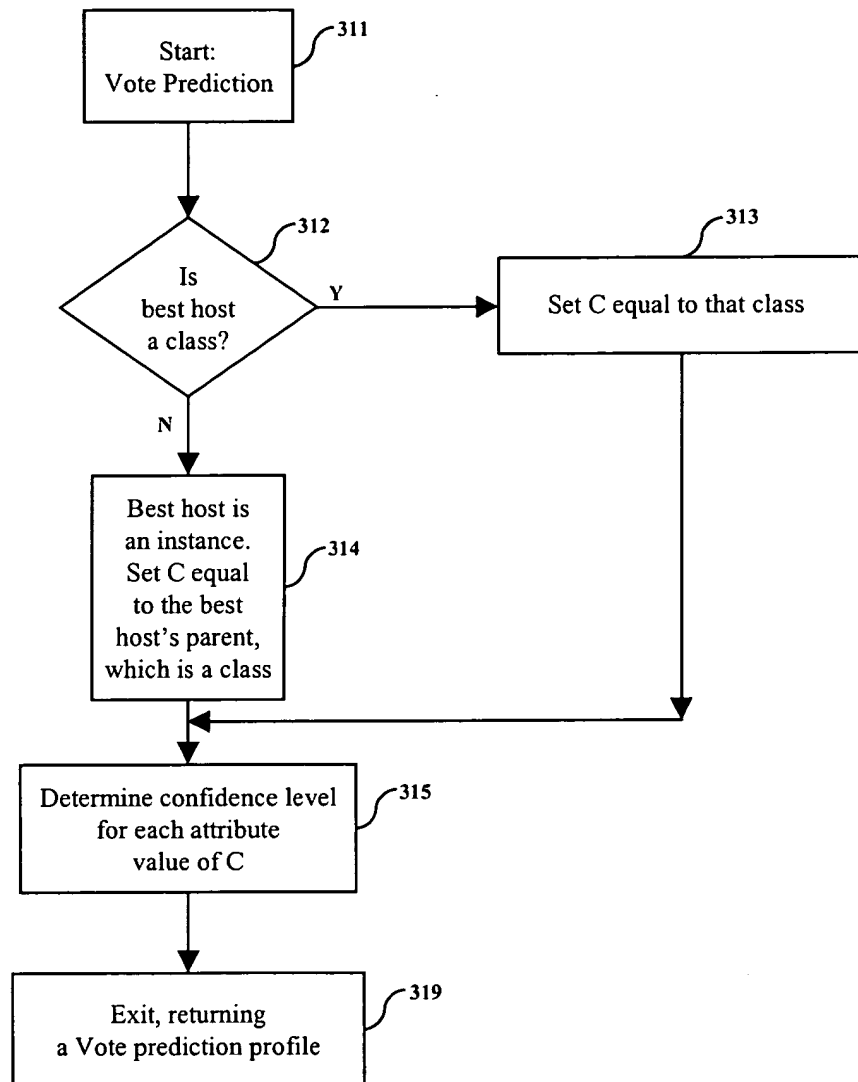 Start:
Vote Prediction
311
Is
best host
a class?
312
Y
N
313
Set C equal to that class
Best host is
an instance.
Set C equal
to the best
host's parent,
which is a class
314
Determine confidence level
for each attribute
value of C
315
Exit, returning
a Vote prediction profile
319